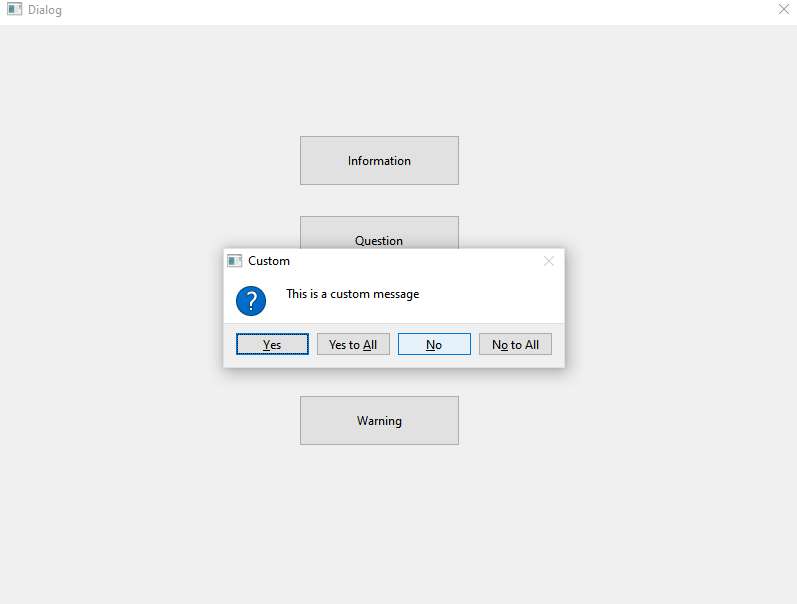 Dialog
Information
Question
Custom
?
This is a custom message
Yes
Yes to All
No
No to All
Warning